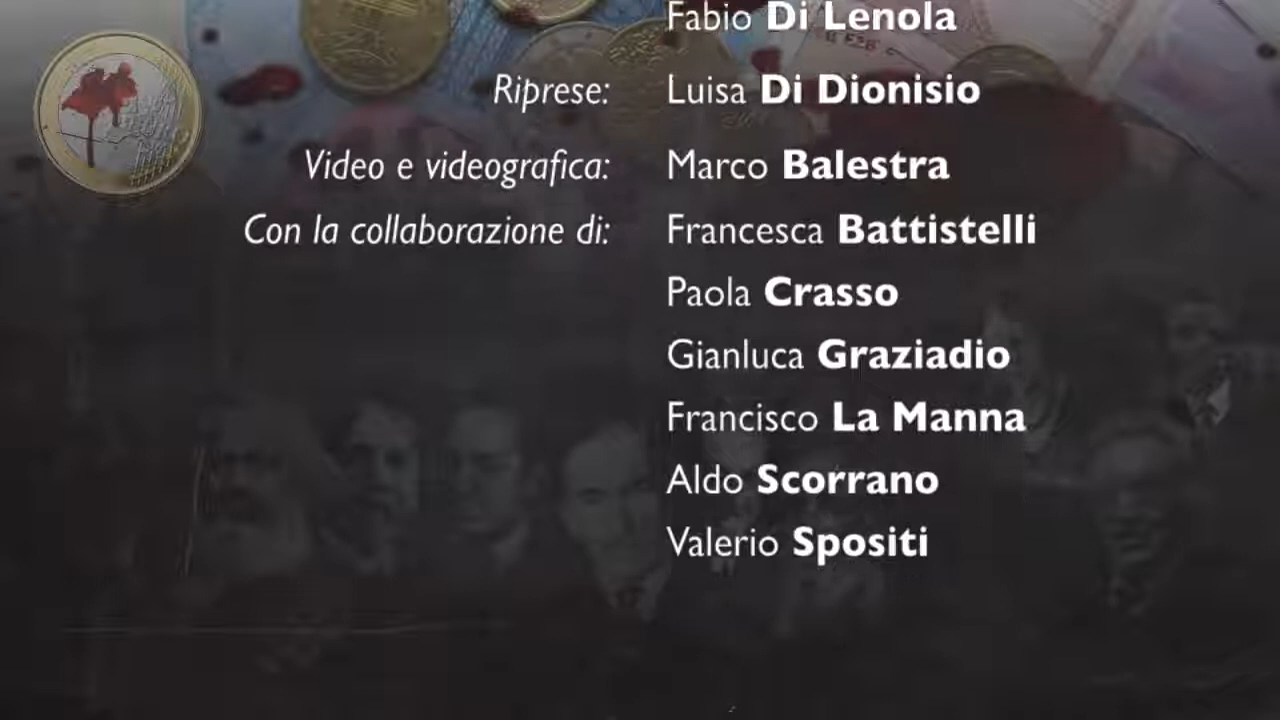 Fabio Di Lenola
Riprese: Luisa Di Dionisio
Video e videografica: Marco Balestra
Con la collaborazione di: Francesca Battistelli
Paola Crasso
Gianluca Graziadio
Francisco La Manna
Aldo Scorrano
Valerio Spositi